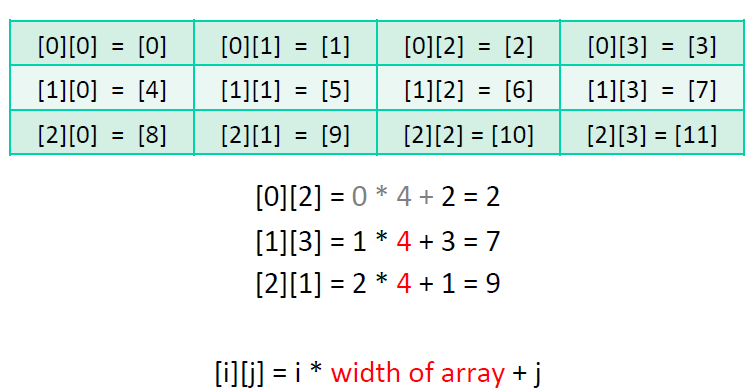 [0][0] = [0] [0][1] = [1] [0][2] = [2] [0][3] = [3]
[1][0] = [4] [1][1] = [5] [1][2] = [6] [1][3] = [7]
[2][0] = [8] [2][1] = [9] [2][2] = [10] [2][3] = [11]
[0][2] = 0 * 4 + 2 = 2
[1][3] = 1 * 4 + 3 = 7
[2][1] = 2 * 4 + 1 = 9
[i][j] = i * width of array + j